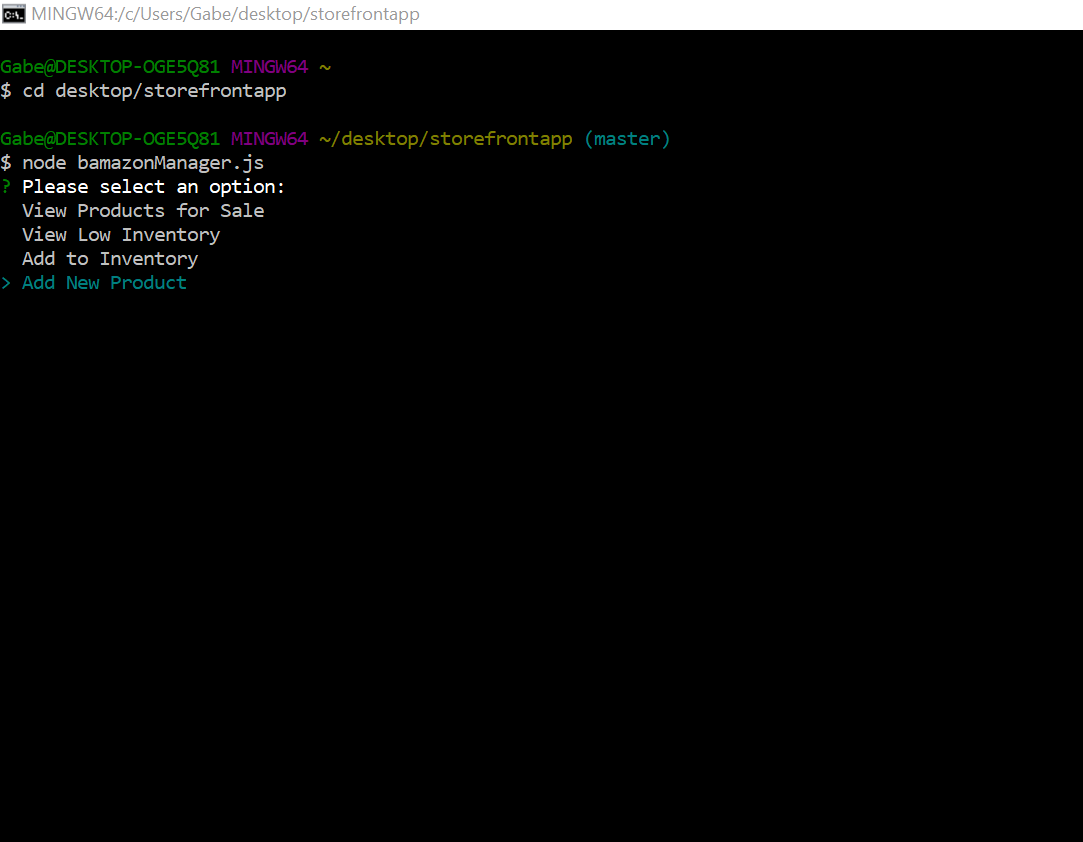 MINGW64:/c/Users/Gabe/desktop/storefrontapp
Gabe@DESKTOP-OGE5Q81 MINGW64 ~
$ cd desktop/storefrontapp
Gabe@DESKTOP-OGE5Q81 MINGW64 ~/desktop/storefrontapp (master)
$ node bamazonManager.js
? Please select an option:
View Products for Sale
View Low Inventory
Add to Inventory
> Add New Product